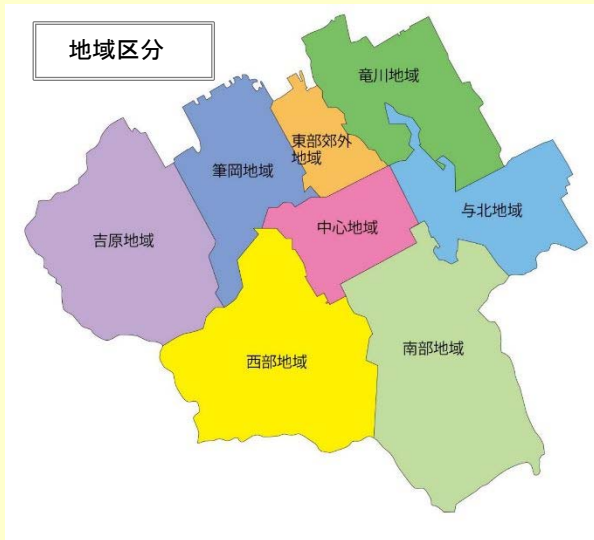 地域区分
竜川地域
東部郊外
地域
筆岡地域
与北地域
中心地域
吉原地域
南部地域
西部地域